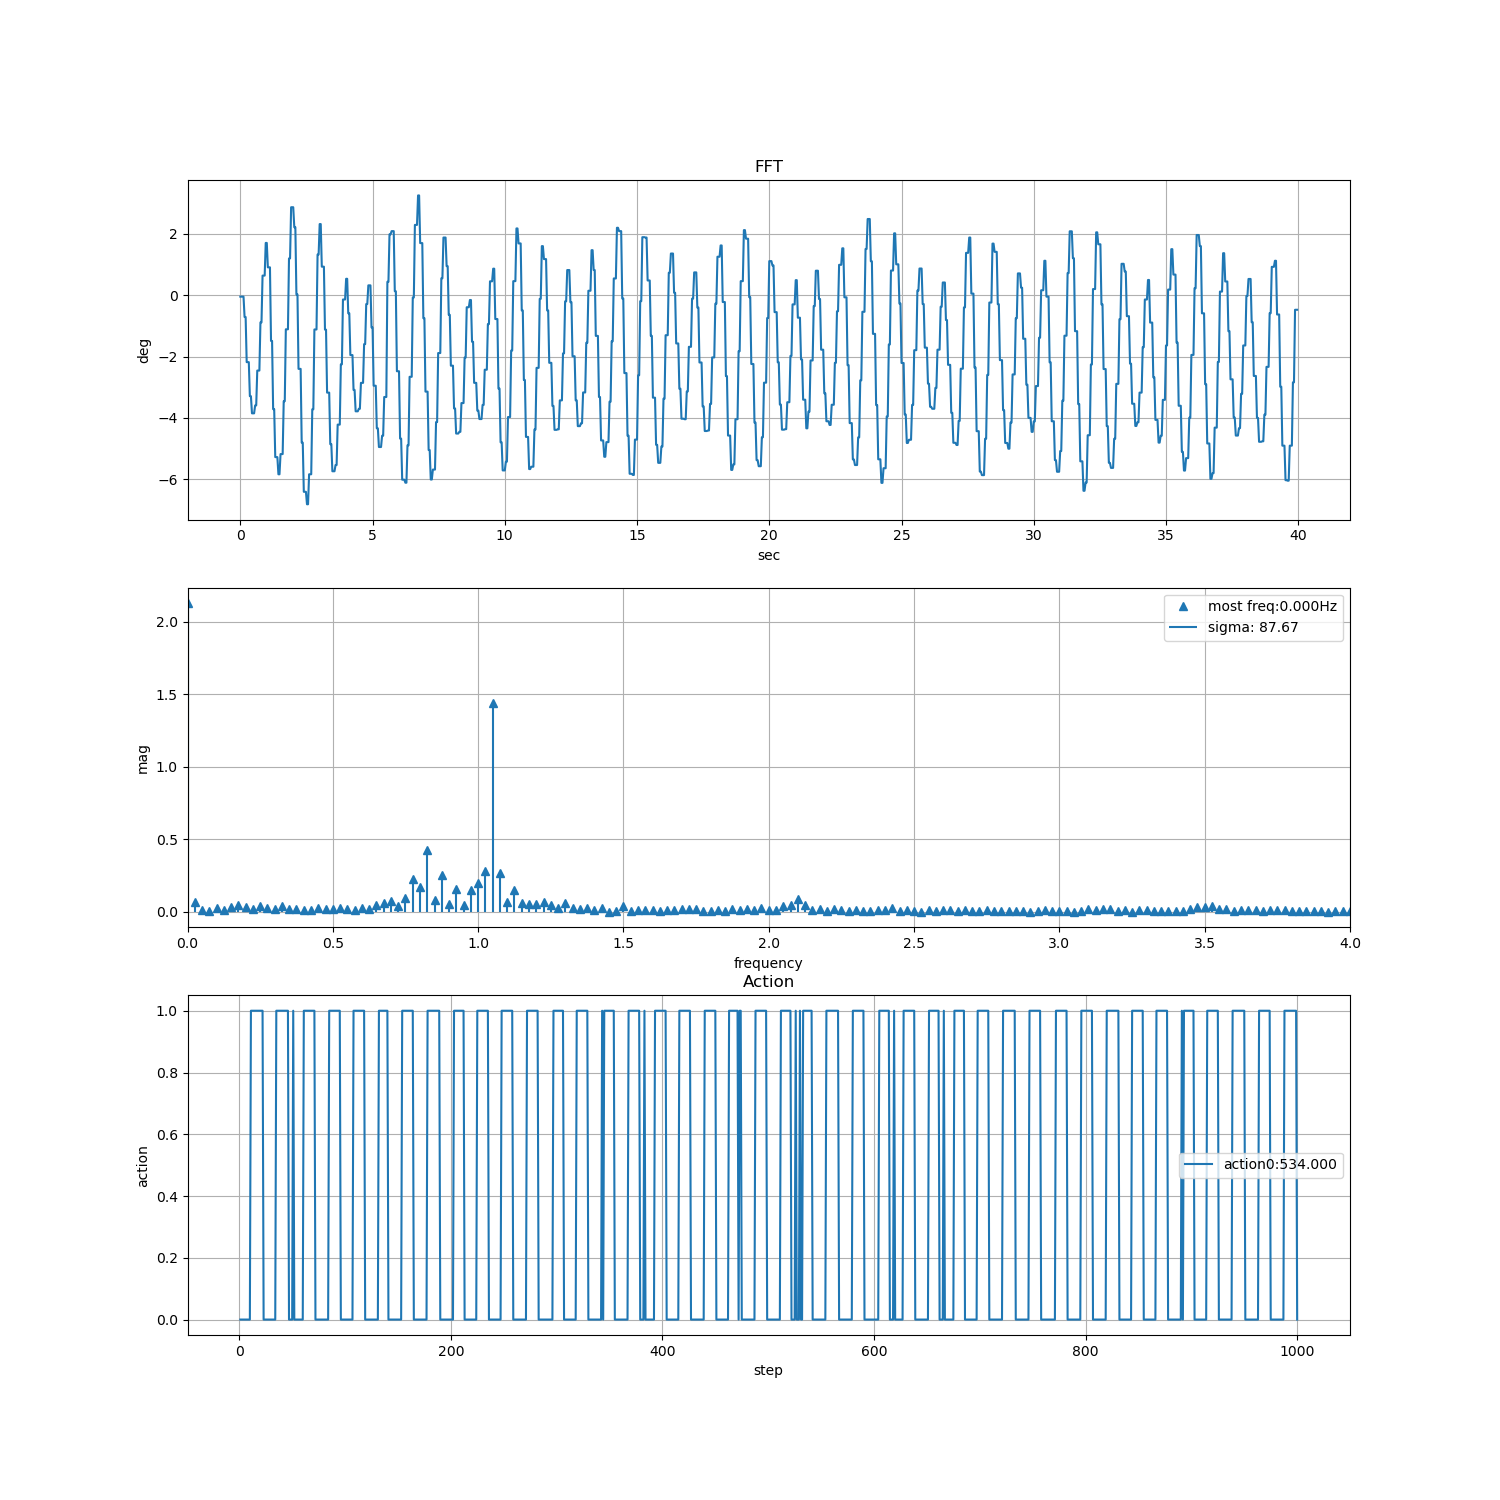 FFT
2
0
−2
−4
−6
deg
0 5 10 15 20 25 30 35 40
sec
2.0
1.5
1.0
0.5
0.0
mag
most freq:0.000Hz
sigma: 87.67
0.0 0.5 1.0 1.5 2.0 2.5 3.0 3.5 4.0
frequency
Action
1.0
0.8
0.6
0.4
0.2
0.0
action
action0:534.000
0 200 400 600 800 1000
step